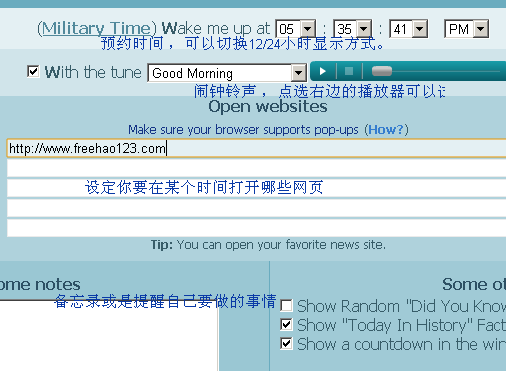 (Military Time) Wake me up at 05 : 35 : 41 PM
预约时间，可以切换12/24小时显示方式。
With the tune Good Morning
闹钟铃声，点选右边的播放器可以
Open websites
Make sure your browser supports pop-ups (How?)
http://www.freehao123.com
设定你要在某个时间打开哪些网页
Tip: You can open your favorite news site.
ome notes
Some ot
备忘录或是提醒自己要做的事情
Show Random "Did You Know
Show "Today In History" Fact
Show a countdown in the win